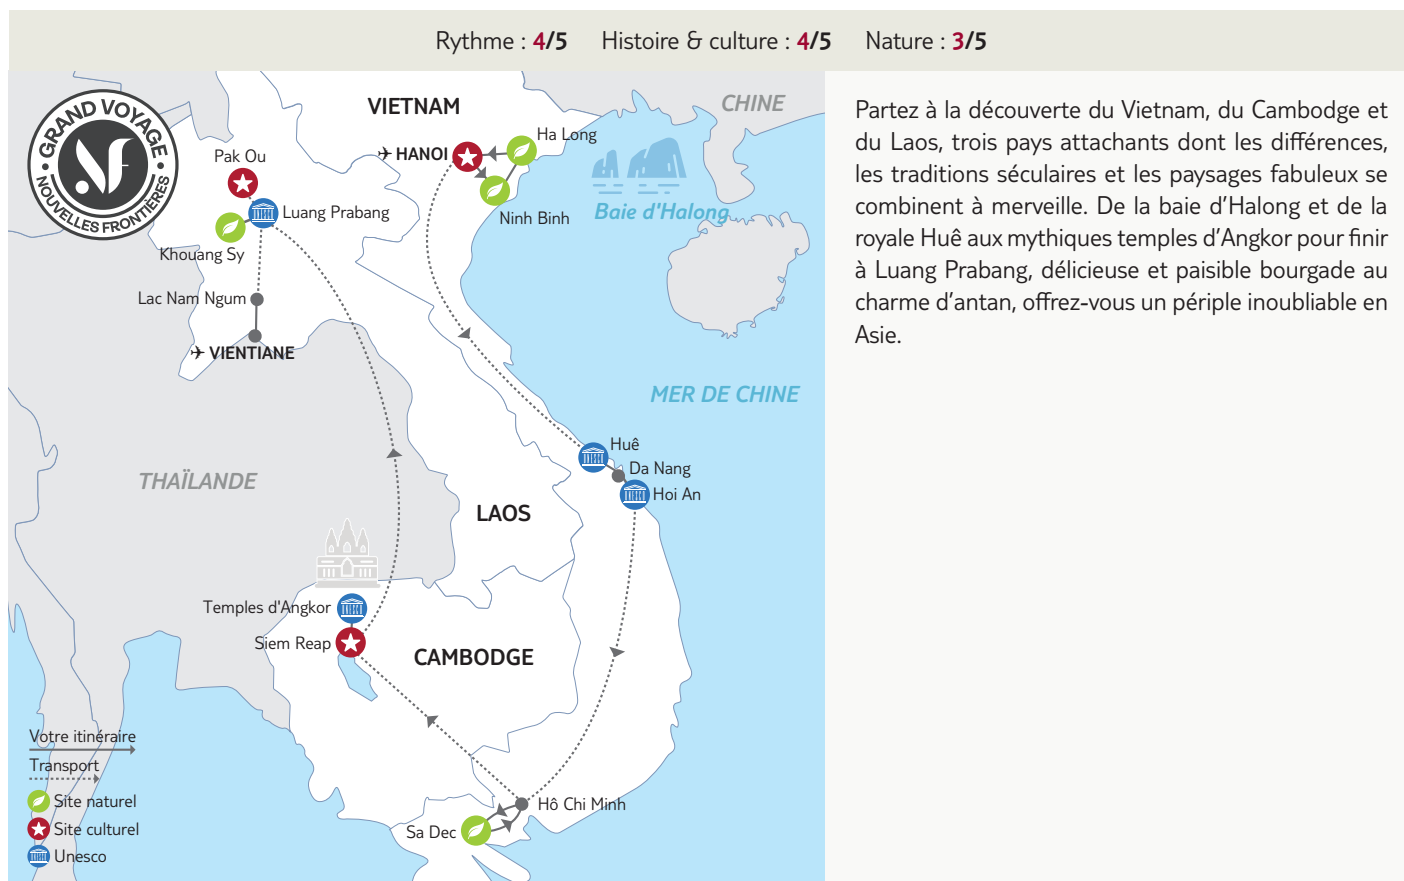 Rythme : 4/5 Histoire & culture : 4/5 Nature : 3/5
GRAND VOYAGE
NF
NOUVELLES FRONTIÈRES
VIETNAM
CHINE
Ha Long
HANOI
Pak Ou
Ninh Binh
Baie d'Halong
Luang Prabang
Khouang Sy
Lac Nam Ngum
VIENTIANE
MER DE CHINE
Huê
Da Nang
Hoi An
THAÏLANDE
LAOS
Temples d'Angkor
Siem Reap
CAMBODGE
Hô Chi Minh
Sa Dec
Votre itinéraire
Transport
Site naturel
Site culturel
Unesco
Partez à la découverte du Vietnam, du Cambodge et
du Laos, trois pays attachants dont les différences,
les traditions séculaires et les paysages fabuleux se
combinent à merveille. De la baie d’Halong et de la
royale Huê aux mythiques temples d’Angkor pour finir
à Luang Prabang, délicieuse et paisible bourgade au
charme d’antan, offrez-vous un périple inoubliable en
Asie.